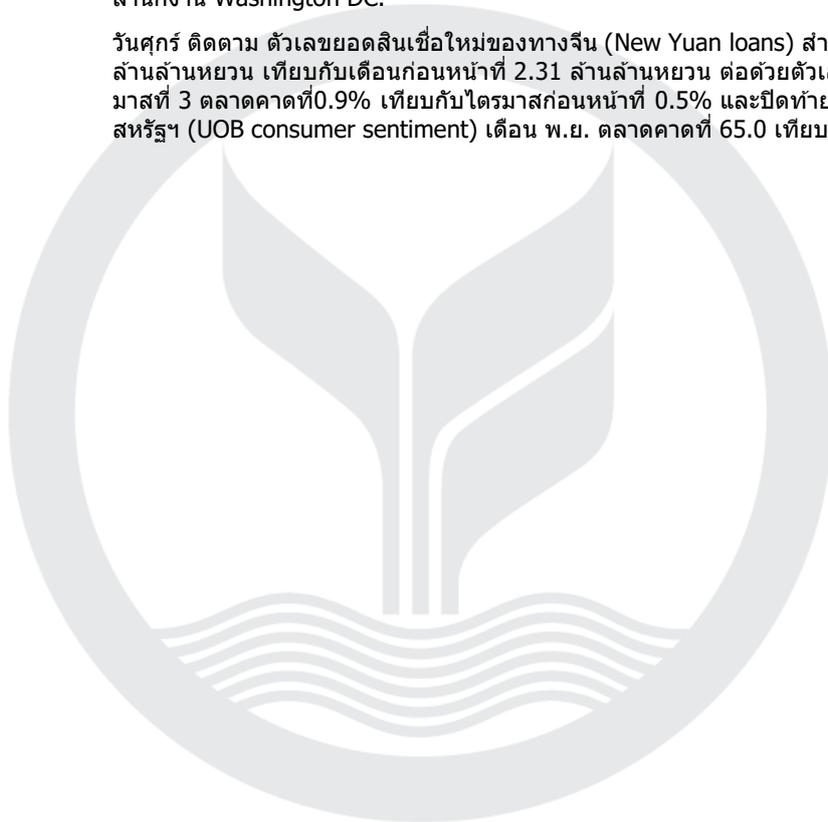 สำนักงาน Washington DC.
วันศุกร์ ติดตาม ตัวเลขยอดสินเชื่อใหม่ของทางจีน (New Yuan loans) สำ
ล้านล้านหยวน เทียบกับเดือนก่อนหน้าที่ 2.31 ล้านล้านหยวน ต่อด้วยตัวเ
มาสที่ 3 ตลาดคาดที่0.9% เทียบกับไตรมาสก่อนหน้าที่ 0.5% และปิดท้าย
สหรัฐฯ (UOB consumer sentiment) เดือน พ.ย. ตลาดคาดที่ 65.0 เทียบ